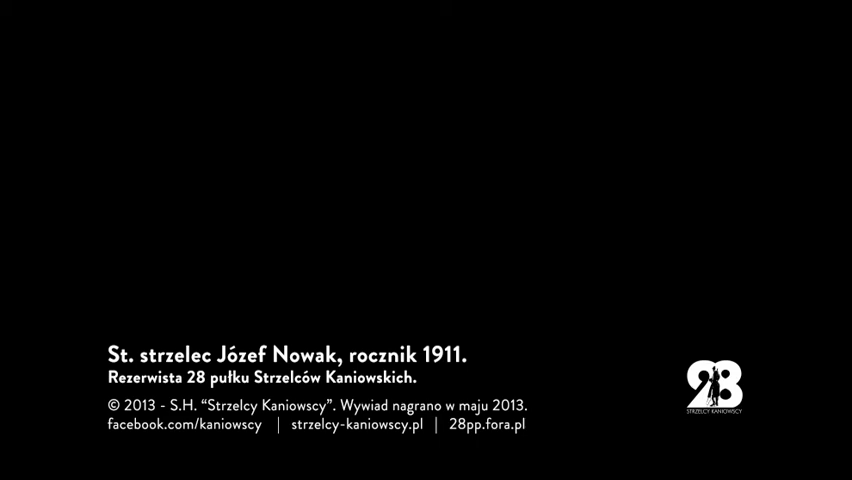 St. strzelec Józef Nowak, rocznik 1911.
Rezerwista 28 pułku Strzelców Kaniowskich.
© 2013 - S.H. “Strzelcy Kaniowscy”. Wywiad nagrano w maju 2013.
facebook.com/kaniowscy | strzelcy-kaniowscy.pl | 28pp.fora.pl
28
STRZELCY KANIOWSCY